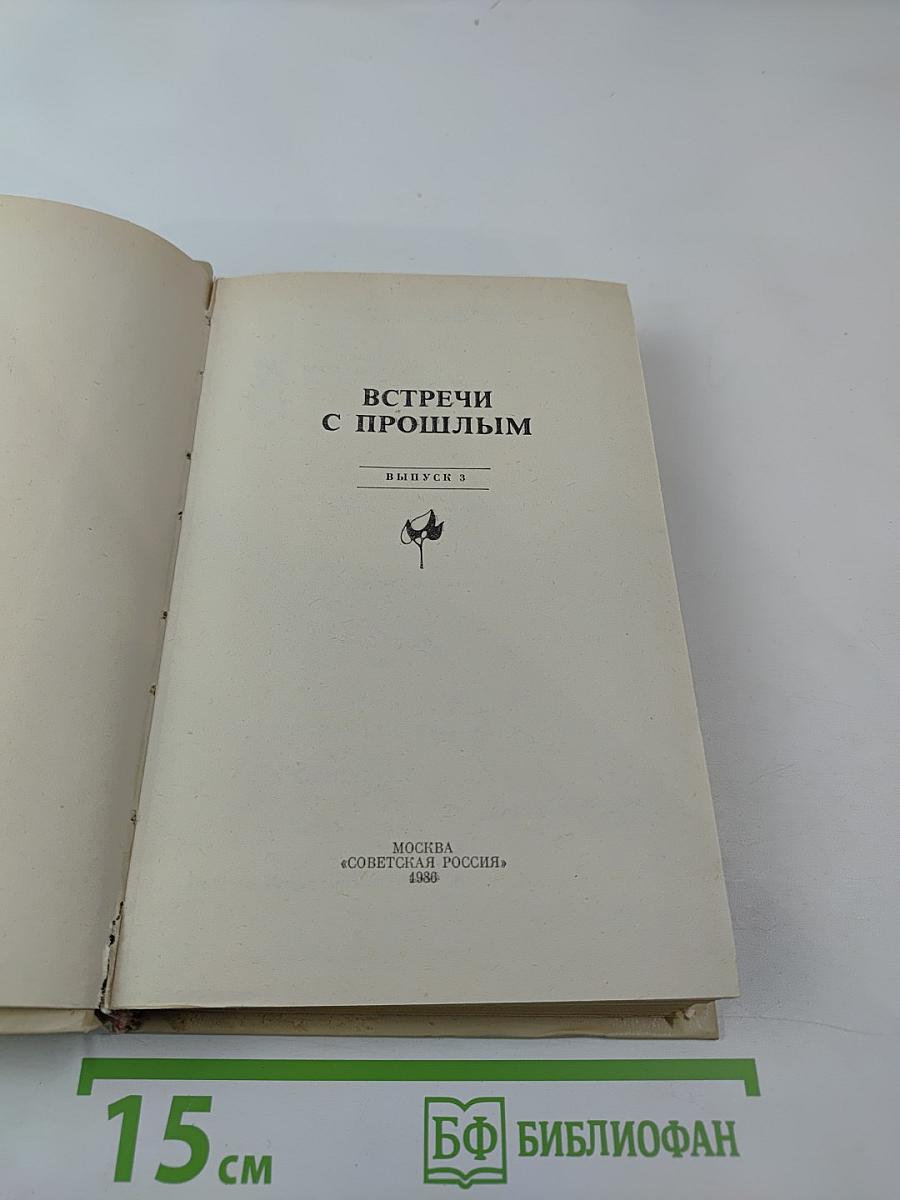 ВСТРЕЧИ
С ПРОШЛЫМ
ВЫПУСК 3
МОСКВА
«СОВЕТСКАЯ РОССИЯ»
1986
15 см
БФ БИБЛИОФАН